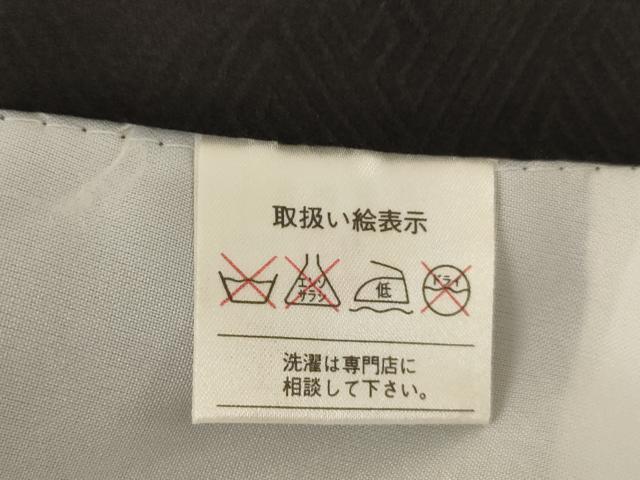 取扱い絵表示
エンソ
サラシ
低
ドライ
洗濯は専門店に
相談して下さい。